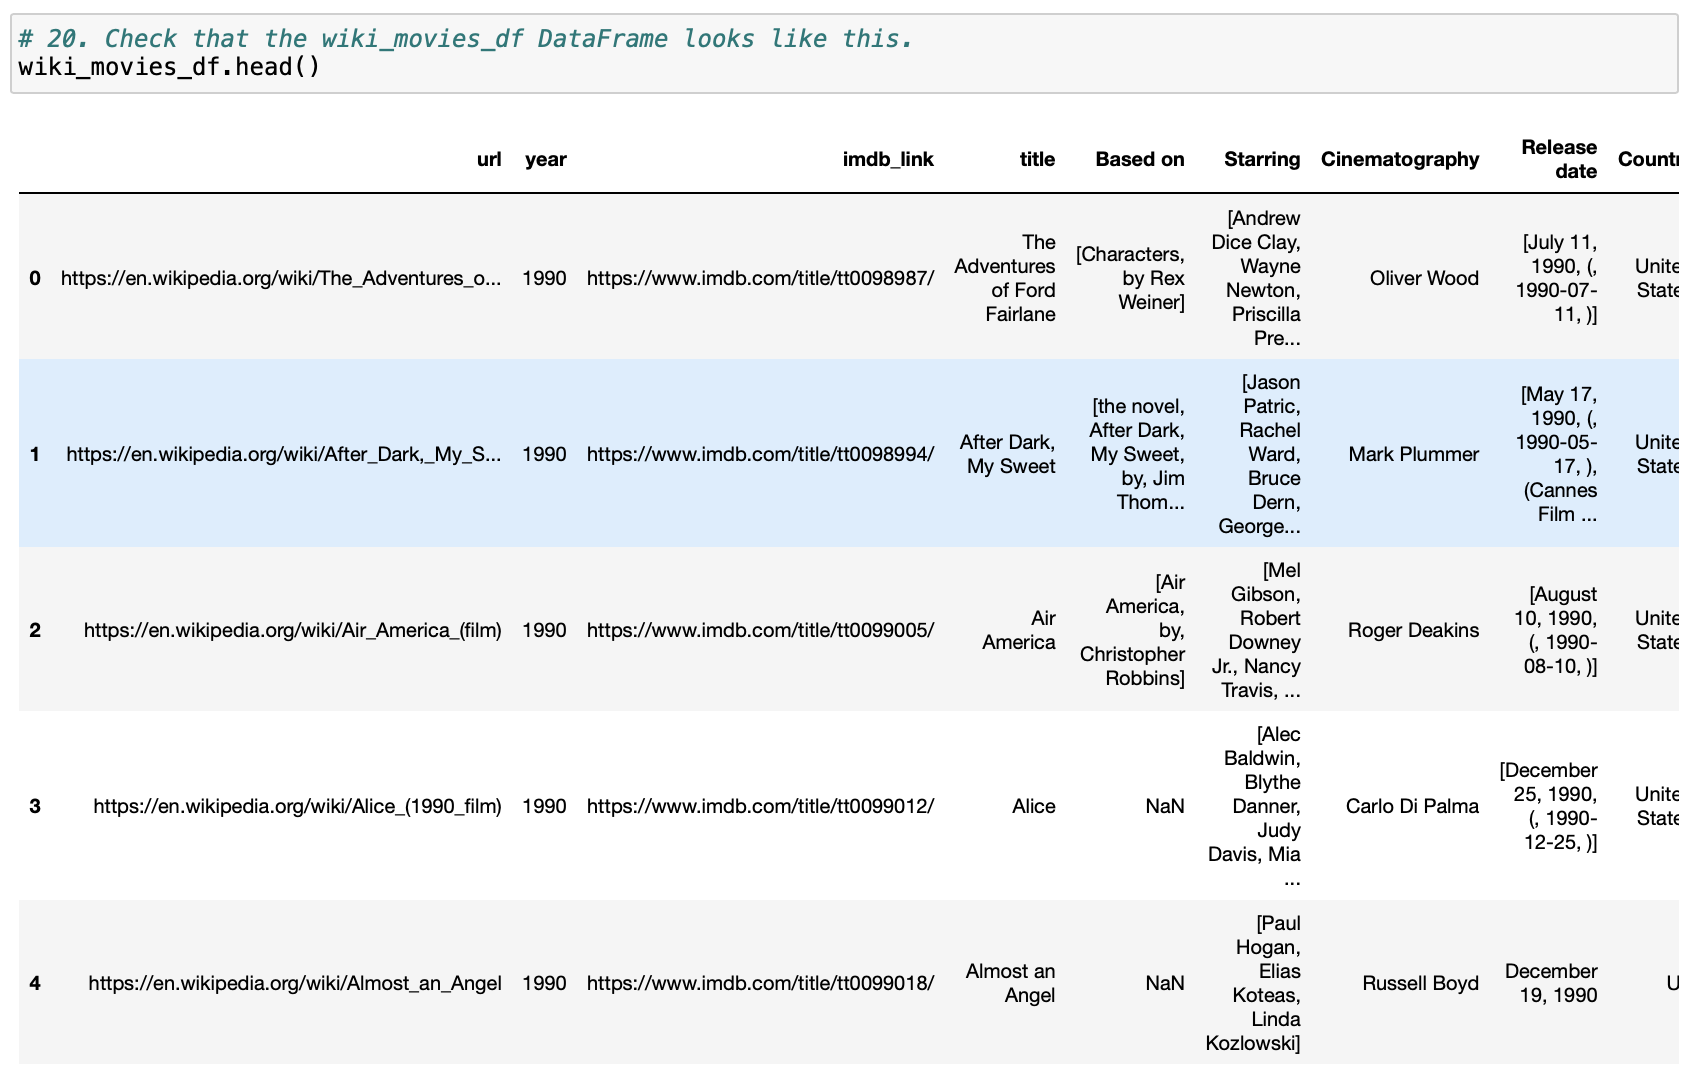 # 20. Check that the wiki_movies_df DataFrame looks like this.
wiki_movies_df.head()
url year imdb_link title Based on Starring Cinematography Release date Countr
0 https://en.wikipedia.org/wiki/The_Adventures_o... 1990 https://www.imdb.com/title/tt0098987/ The Adventures of Ford Fairlane [Characters, by Rex Weiner] [Andrew Dice Clay, Wayne Newton, Priscilla Pre... Oliver Wood [July 11, 1990, (, 1990-07-11, )] Unite State
1 https://en.wikipedia.org/wiki/After_Dark,_My_S... 1990 https://www.imdb.com/title/tt0098994/ After Dark, My Sweet [the novel, After Dark, My Sweet, by, Jim Thom... [Jason Patric, Rachel Ward, Bruce Dern, George... Mark Plummer [May 17, 1990, (, 1990-05-17, ), (Cannes Film ... Unite State
2 https://en.wikipedia.org/wiki/Air_America_(film) 1990 https://www.imdb.com/title/tt0099005/ Air America [Air America, by, Christopher Robbins] [Mel Gibson, Robert Downey Jr., Nancy Travis, ... Roger Deakins [August 10, 1990, (, 1990-08-10, )] Unite State
3 https://en.wikipedia.org/wiki/Alice_(1990_film) 1990 https://www.imdb.com/title/tt0099012/ Alice NaN [Alec Baldwin, Blythe Danner, Judy Davis, Mia ... Carlo Di Palma [December 25, 1990, (, 1990-12-25, )] Unite State
4 https://en.wikipedia.org/wiki/Almost_an_Angel 1990 https://www.imdb.com/title/tt0099018/ Almost an Angel NaN [Paul Hogan, Elias Koteas, Linda Kozlowski] Russell Boyd December 19, 1990 U